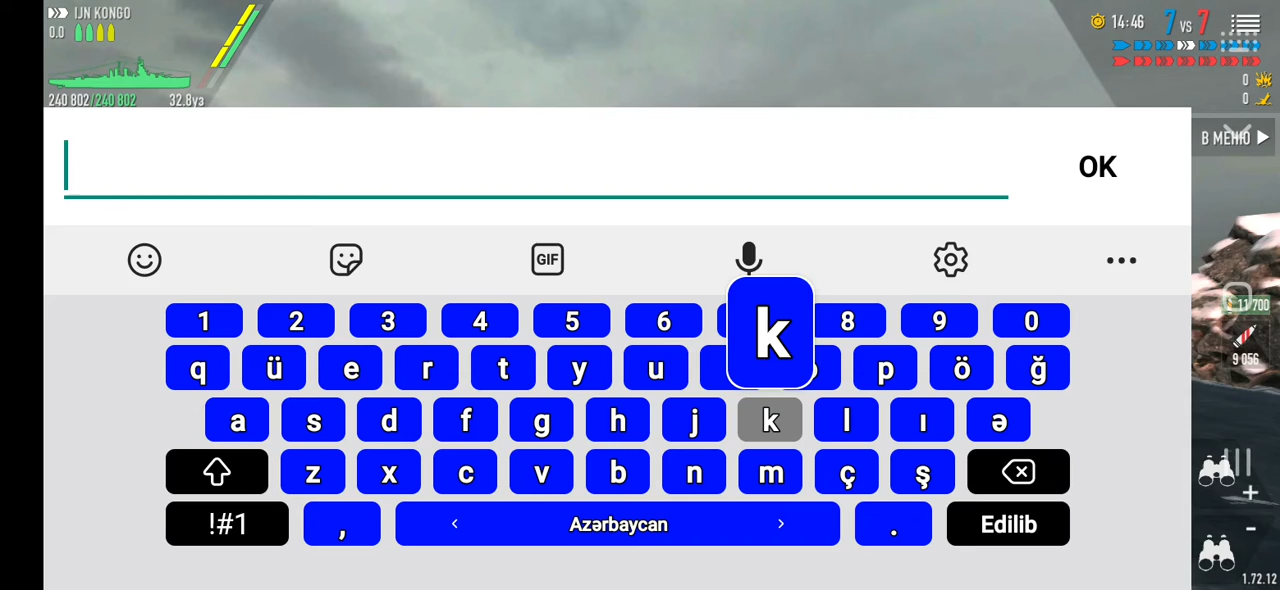 IJN KONGO
0.0
240 802/240 802
32.8уз
14:46
7 VS 7
0
0
В МЕНЮ
OK
GIF
k
1 2 3 4 5 6 8 9 0
q ü e r t y u p ö ğ
a s d f g h j k l ı ə
z x c v b n m ç ş
!#1 , < Azərbaycan > . Edilib
11 700
9 056
+
-
1.72.12